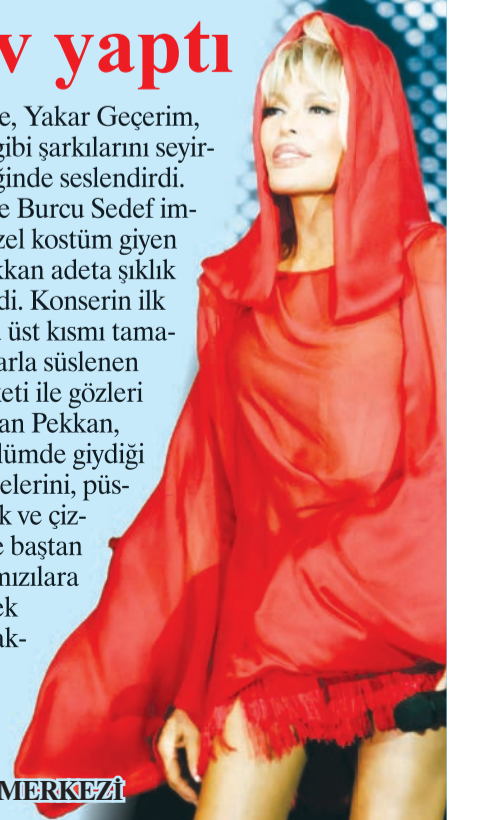 v yaptı
e, Yakar Geçerim,
gibi şarkılarını seyir-
ğinde seslendirdi.
e Burcu Sedef im-
zel kostüm giyen
kkan adeta şıklık
di. Konserin ilk
üst kısmı tama-
arla süslenen
eti ile gözleri
an Pekkan,
lümde giydiği
elerini, püs-
k ve çiz-
e baştan
mızılara
ek
ak-
MERKEZİ